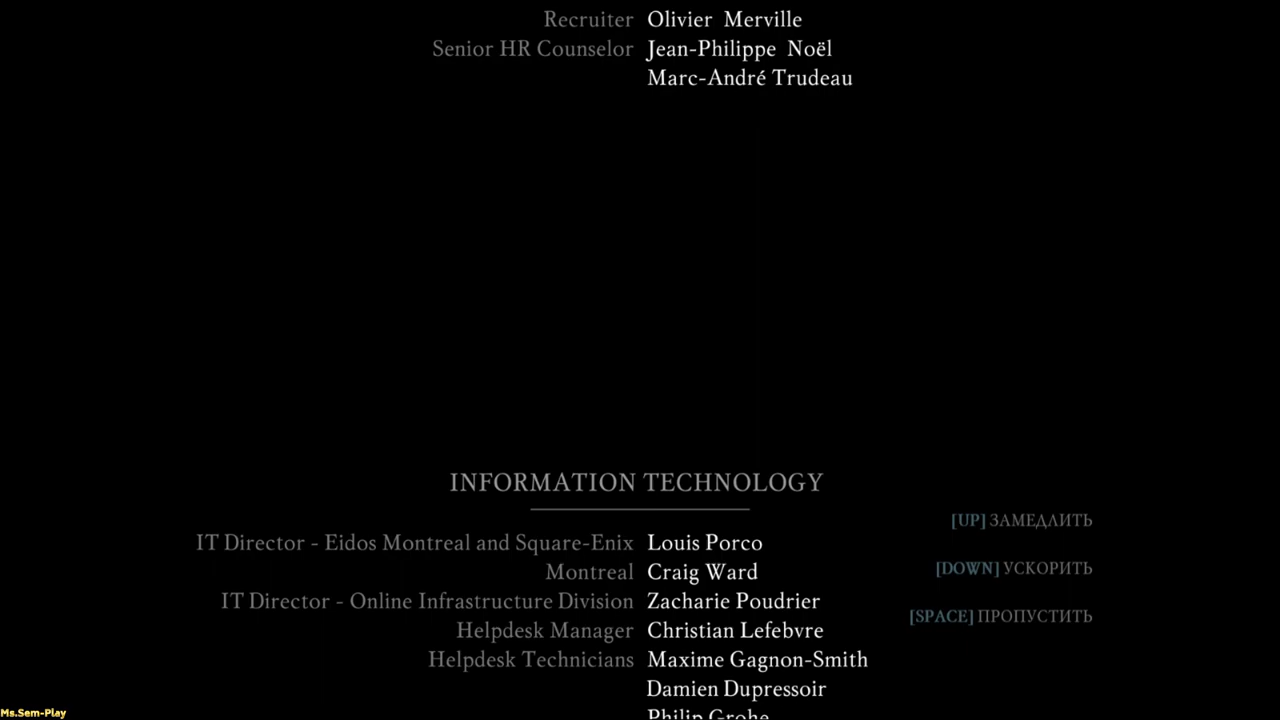 Recruiter Olivier Merville
Senior HR Counselor Jean-Philippe Noël
Marc-André Trudeau
INFORMATION TECHNOLOGY
IT Director - Eidos Montreal and Square-Enix Louis Porco
Montreal Craig Ward
IT Director - Online Infrastructure Division Zacharie Poudrier
Helpdesk Manager Christian Lefebvre
Helpdesk Technicians Maxime Gagnon-Smith
Damien Dupressoir
Philip Grohe
[UP] ЗАМЕДЛИТЬ
[DOWN] УСКОРИТЬ
[SPACE] ПРОПУСТИТЬ
Ms.Sem-Play